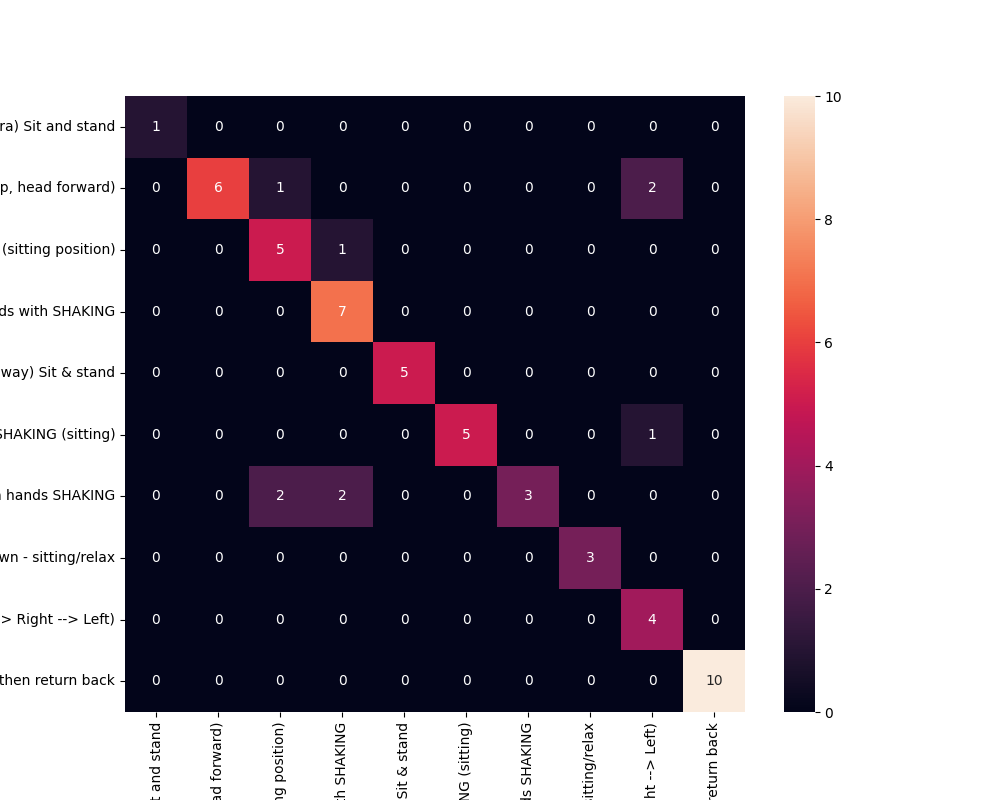 ra) Sit and stand 1 0 0 0 0 0 0 0 0 0
p, head forward) 0 6 1 0 0 0 0 0 2 0
(sitting position) 0 0 5 1 0 0 0 0 0 0
ds with SHAKING 0 0 0 7 0 0 0 0 0 0
way) Sit & stand 0 0 0 0 5 0 0 0 0 0
SHAKING (sitting) 0 0 0 0 0 5 0 0 1 0
hands SHAKING 0 0 2 2 0 0 3 0 0 0
wn - sitting/relax 0 0 0 0 0 0 0 3 0 0
> Right --> Left) 0 0 0 0 0 0 0 0 4 0
then return back 0 0 0 0 0 0 0 0 0 10
10
8
6
4
2
0
t and stand
ad forward)
ng position)
th SHAKING
Sit & stand
NG (sitting)
ds SHAKING
sitting/relax
ht --> Left)
return back